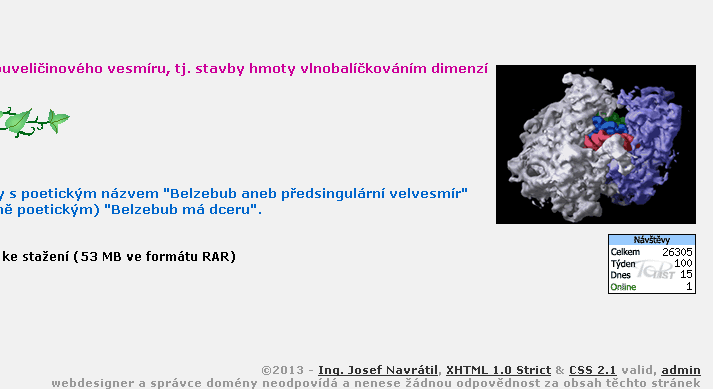 ouveličinového vesmíru, tj. stavby hmoty vlnobalíčkováním dimenzí
y s poetickým názvem "Belzebub aneb předsingulární velvesmír"
ně poetickým) "Belzebub má dceru".
Návštěvy
ke stažení (53 MB ve formátu RAR)
Celkem 26305
Týden 100
Dnes 15
Online 1
TOPLIST
©2013 - Ing. Josef Navrátil, XHTML 1.0 Strict & CSS 2.1 valid, admin
webdesigner a správce domény neodpovídá a nenese žádnou odpovědnost za obsah těchto stránek